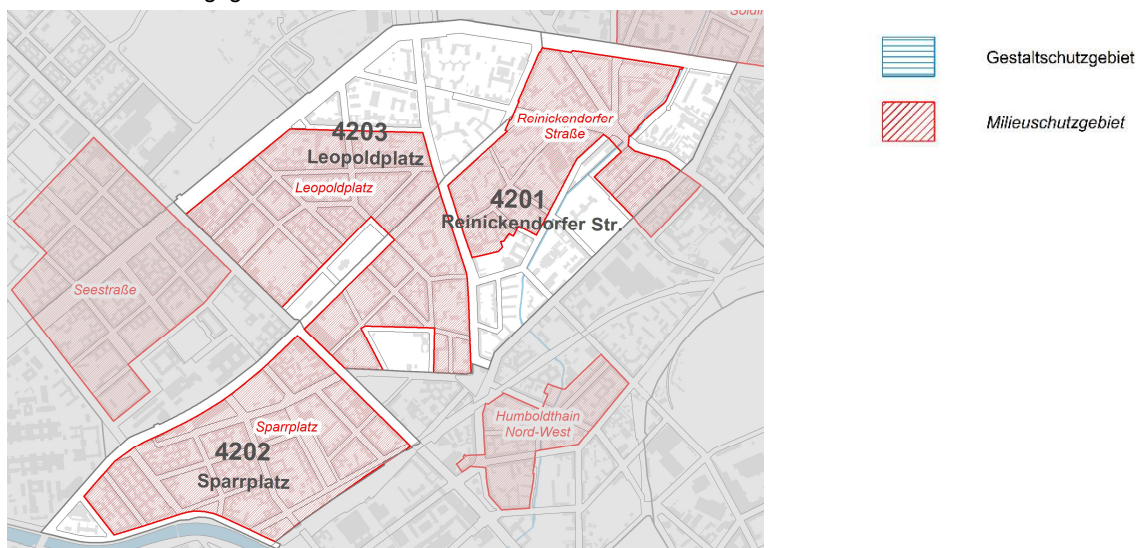 Gestaltschutzgebiet
Milieuschutzgebiet
Reinickendorfer
Straße
4203
Leopoldplatz
Leopoldplatz
4201
Reinickendorfer Str.
Seestraße
Sparrplatz
4202
Sparrplatz
Humboldthain
Nord-West